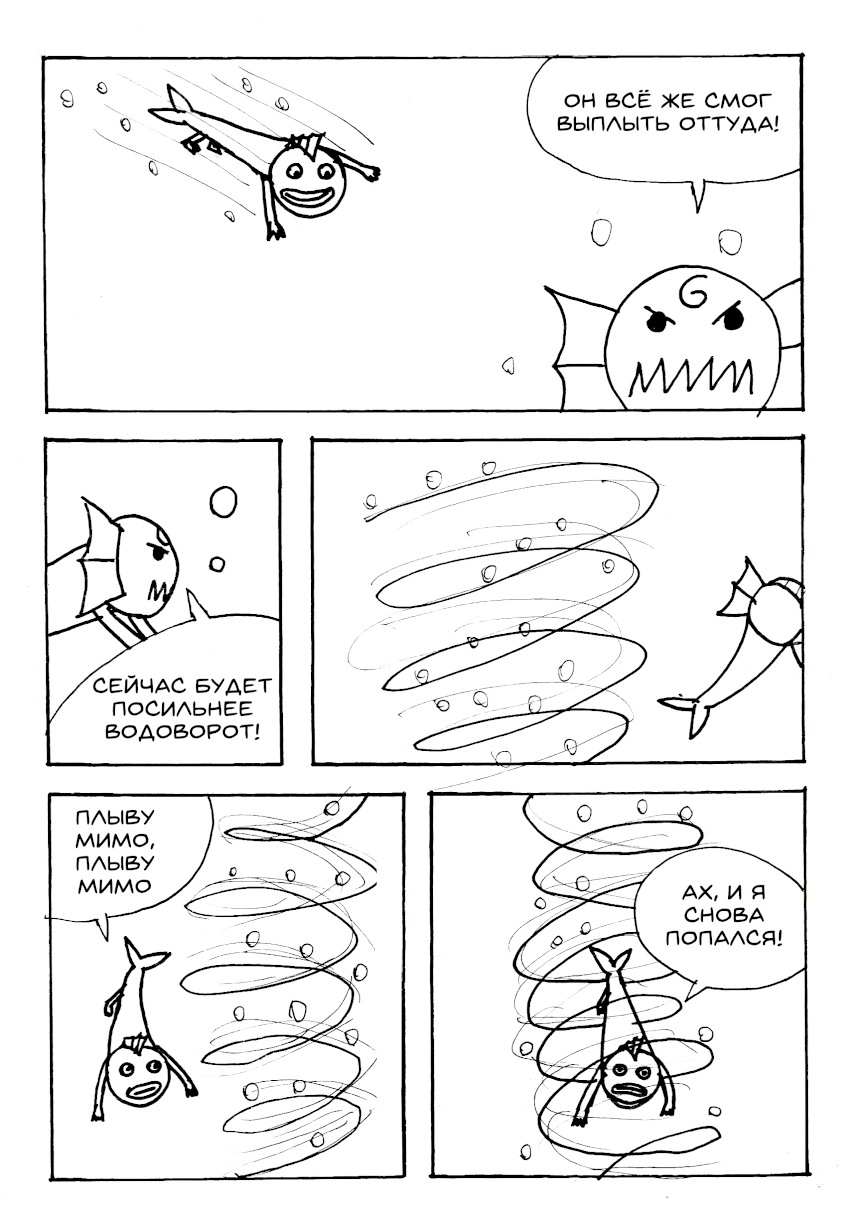 ОН ВСЁ ЖЕ СМОГ
ВЫПЛЫТЬ ОТТУДА!
СЕЙЧАС БУДЕТ
ПОСИЛЬНЕЕ
ВОДОВОРОТ!
ПЛЫВУ
МИМО,
ПЛЫВУ
МИМО
АХ, И Я
СНОВА
ПОПАЛСЯ!